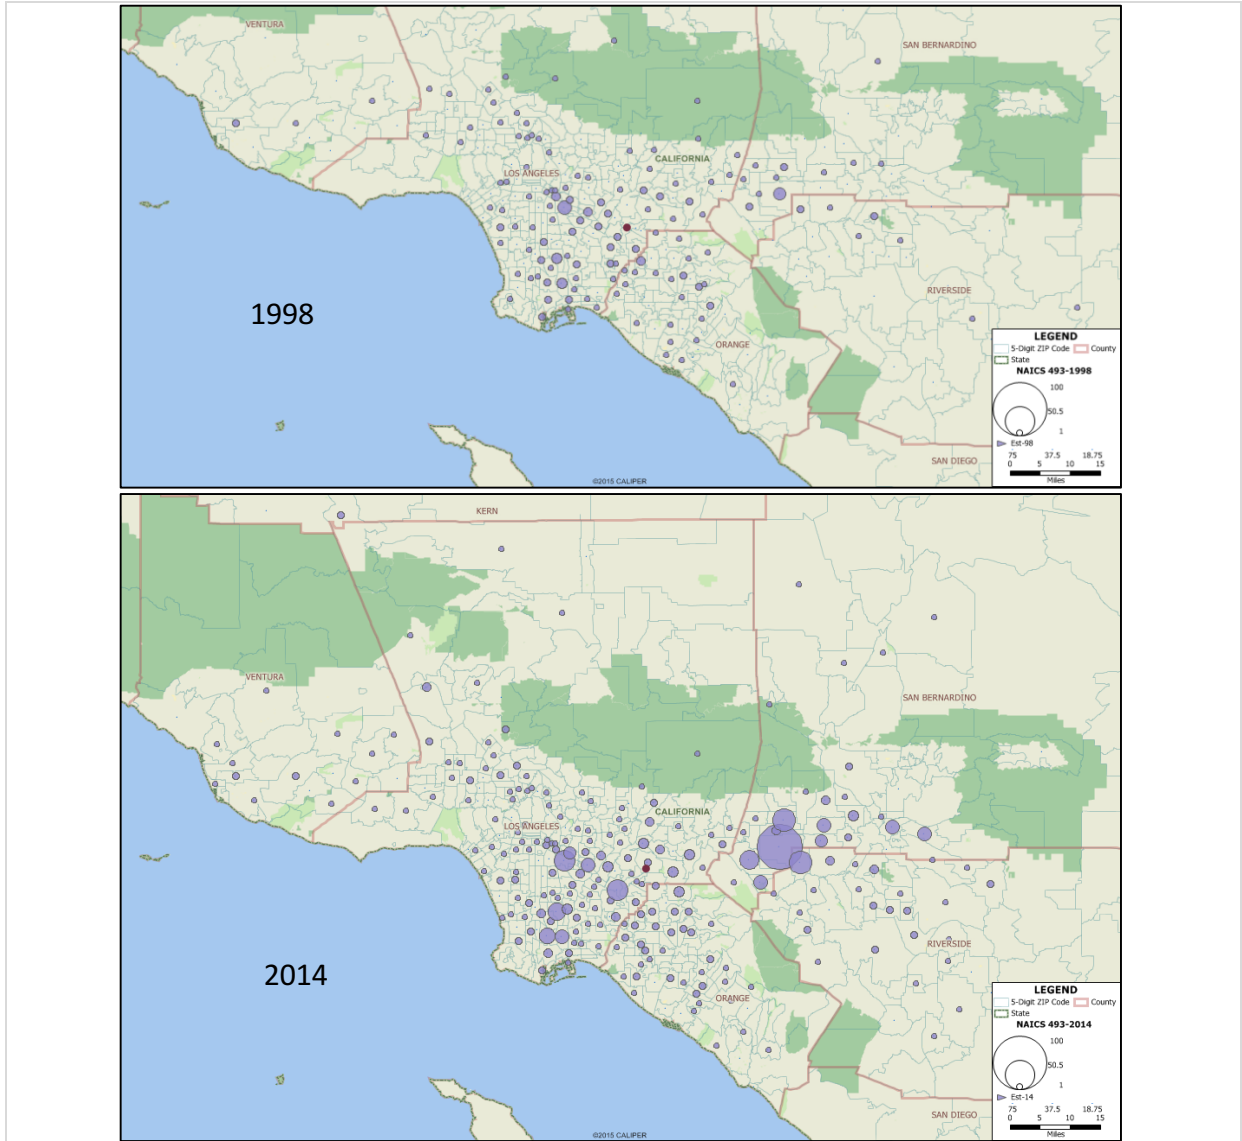 VENTURA
SAN BERNARDINO
CALIFORNIA
LOS ANGELES
RIVERSIDE
1998
ORANGE
SAN DIEGO
LEGEND
5-Digit ZIP Code County
State
NAICS 493-1998
100
50.5
1
Est-98
75 37.5 18.75
0 5 10 15
Miles
©2015 CALIPER
KERN
VENTURA
SAN BERNARDINO
CALIFORNIA
LOS ANGELES
RIVERSIDE
2014
ORANGE
SAN DIEGO
LEGEND
5-Digit ZIP Code County
State
NAICS 493-2014
100
50.5
1
Est-14
75 37.5 18.75
0 5 10 15
Miles
©2015 CALIPER